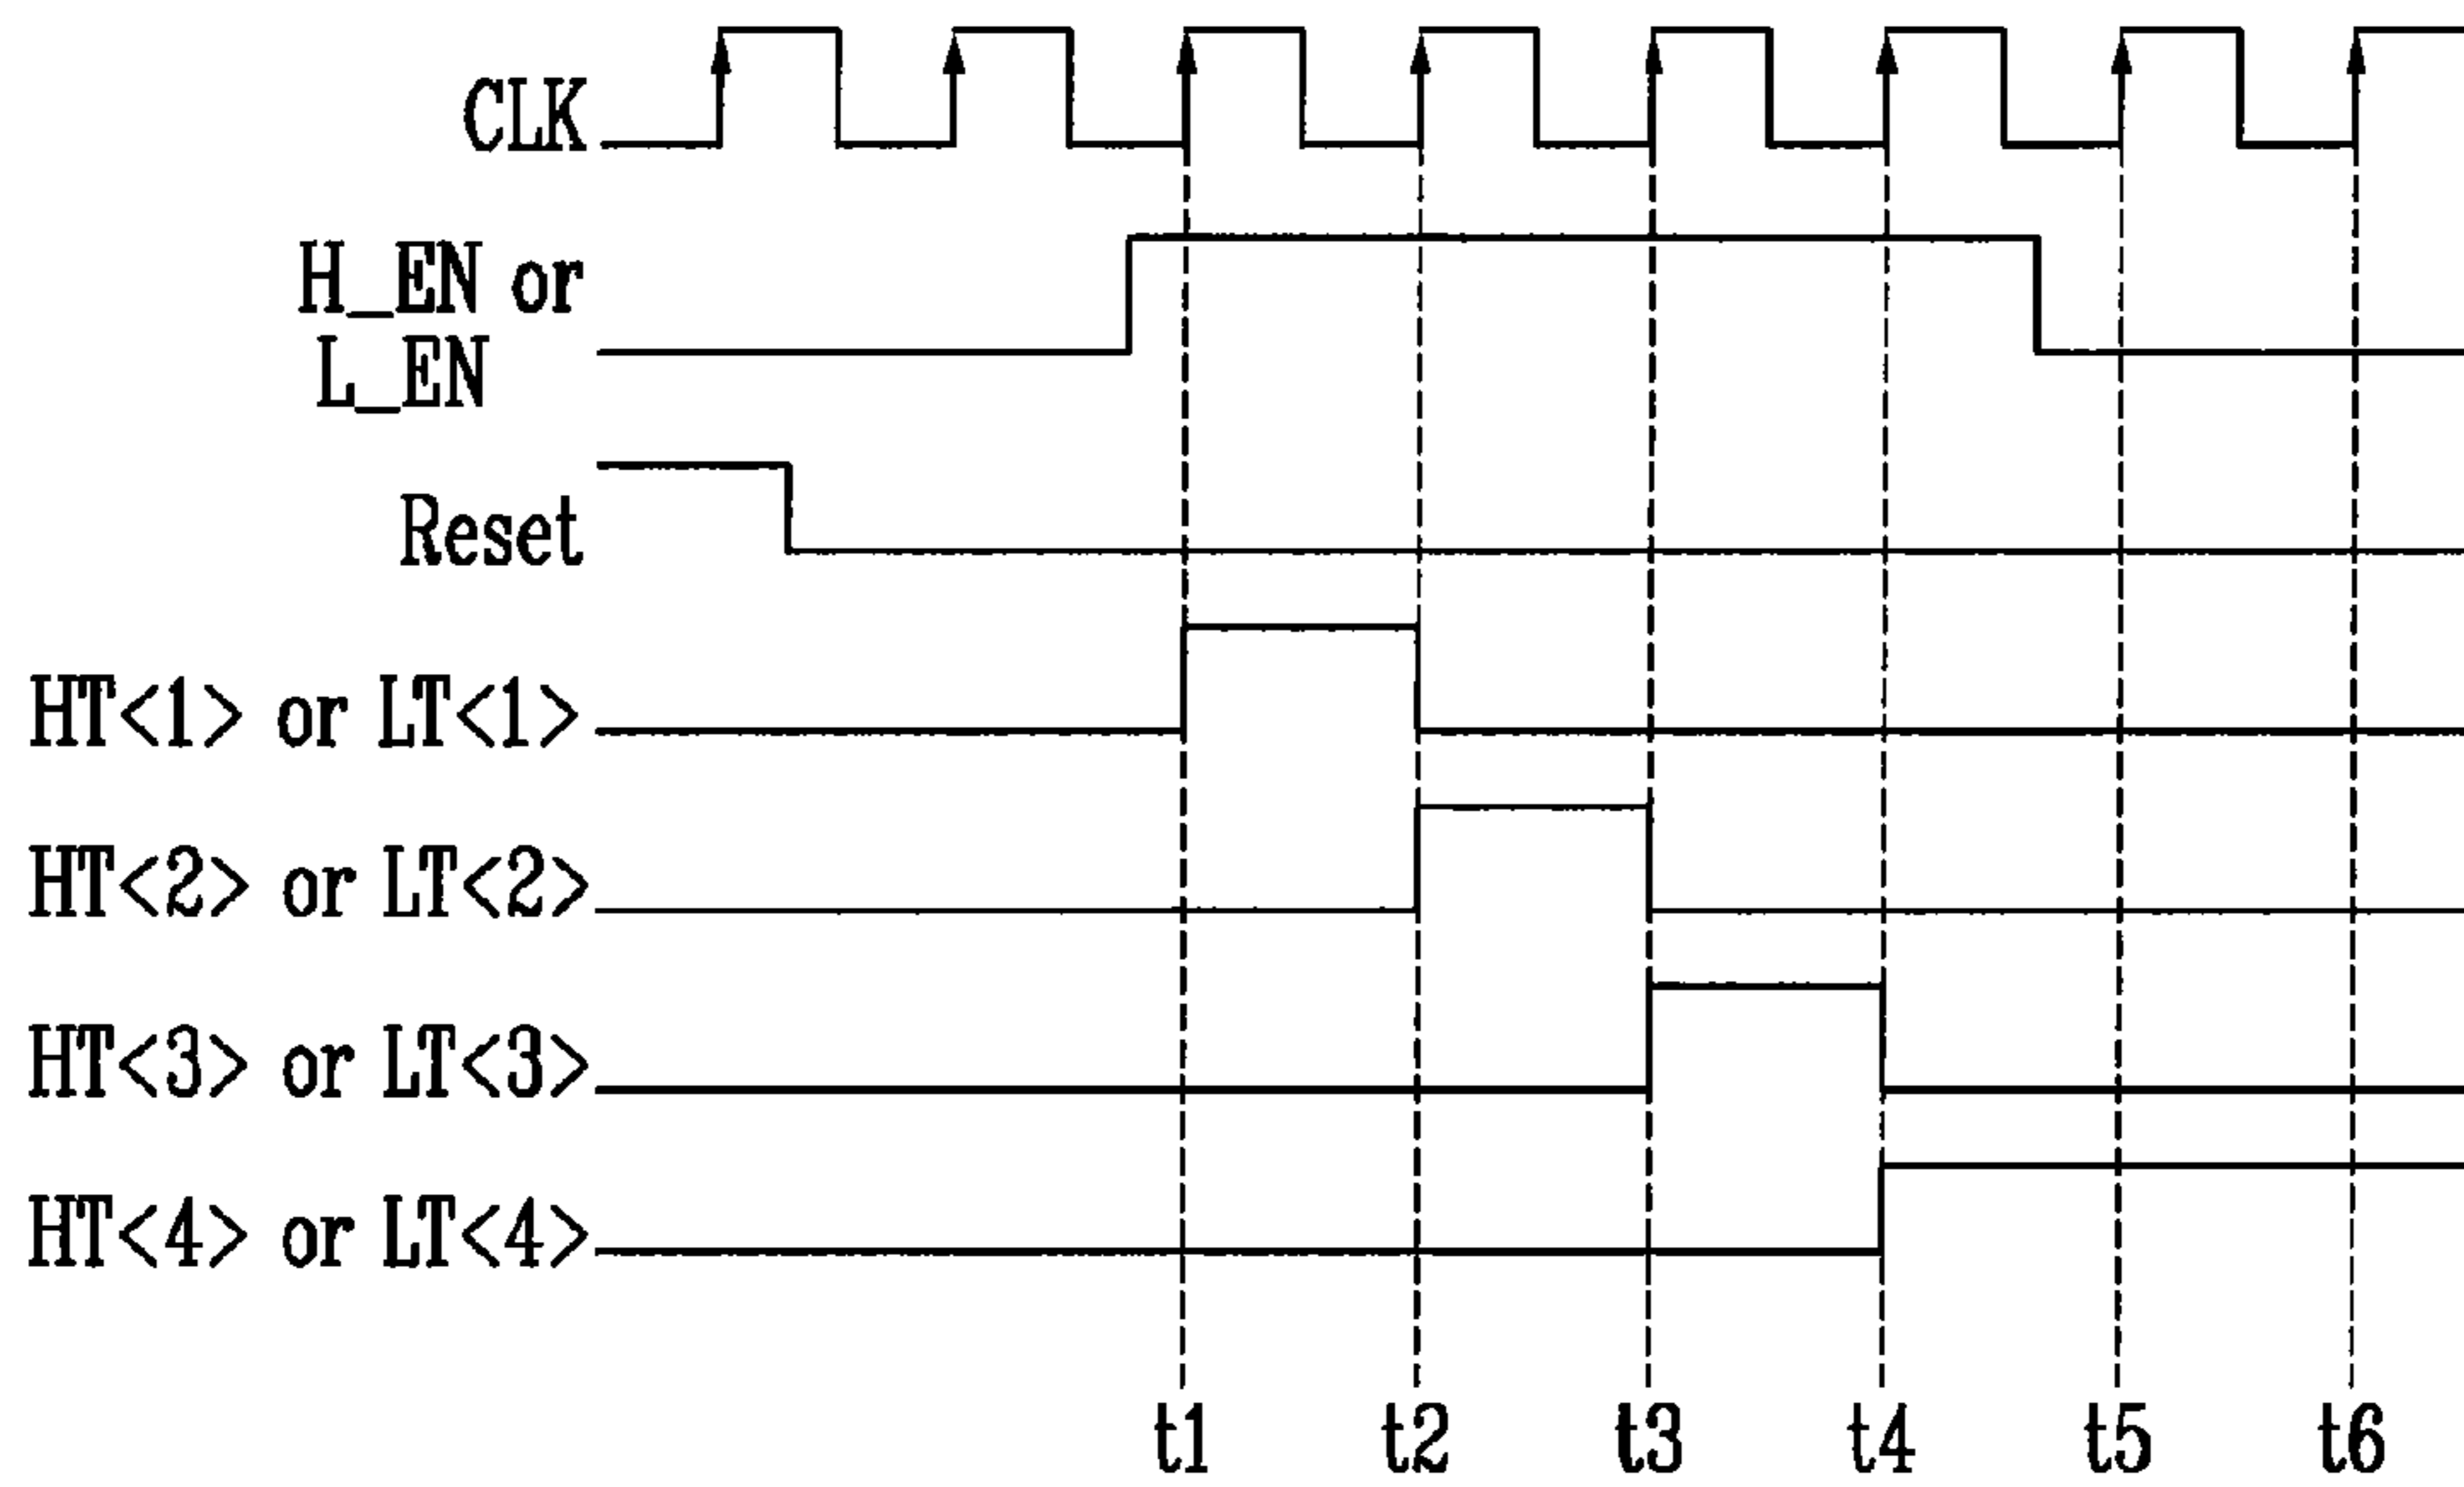 CLK
H_EN or
L_EN
Reset
HT<1> or LT<1>
HT<2> or LT<2>
HT<3> or LT<3>
HT<4> or LT<4>
t1 t2 t3 t4 t5 t6